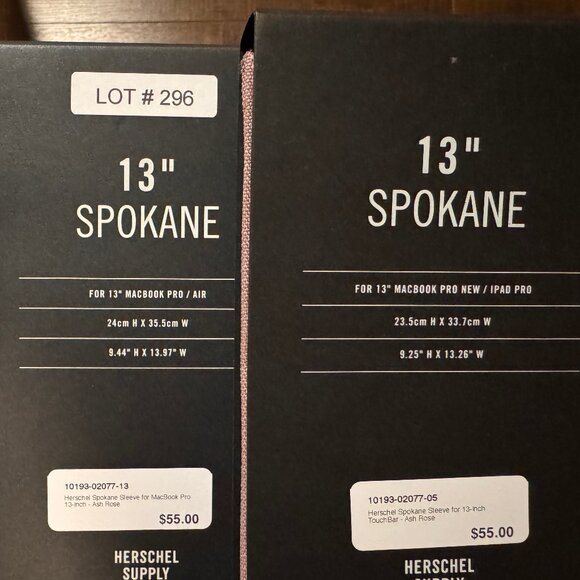 LOT # 296
13"
SPOKANE
FOR 13" MACBOOK PRO / AIR
24cm H X 35.5cm W
9.44" H X 13.97" W
10193-02077-13
Herschel Spokane Sleeve for MacBook Pro
13-inch - Ash Rose
$55.00
HERSCHEL
SUPPLY
13"
SPOKANE
FOR 13" MACBOOK PRO NEW / IPAD PRO
23.5cm H X 33.7cm W
9.25" H X 13.26" W
10193-02077-05
Herschel Spokane Sleeve for 13-Inch
TouchBar - Ash Rose
$55.00
HERSCHEL
SUPPLY